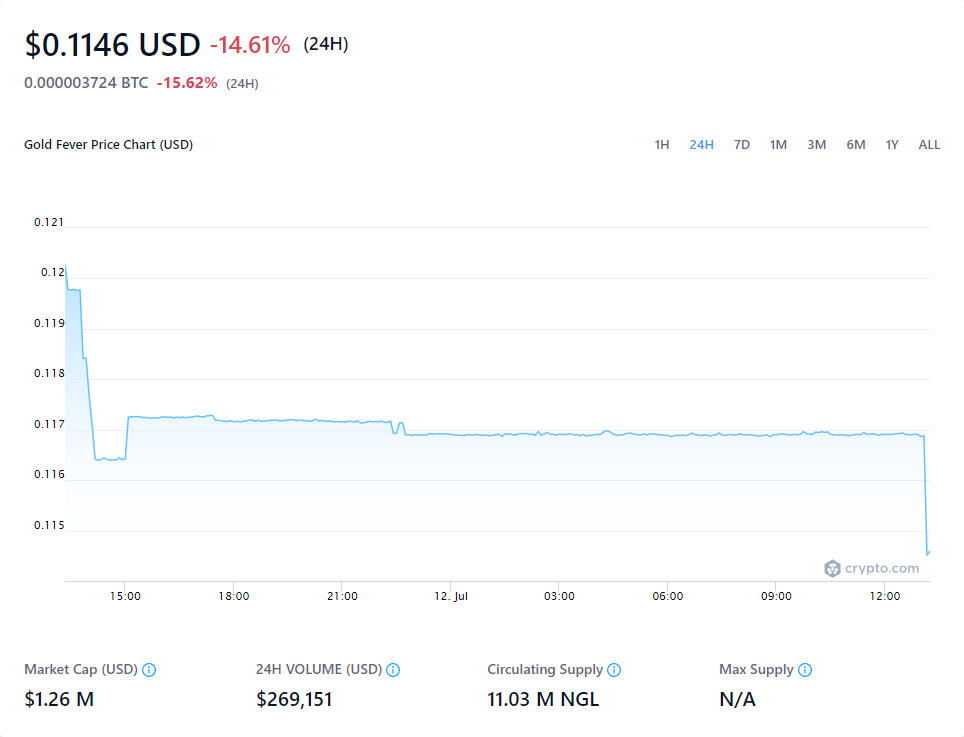 $0.1146 USD -14.61% (24H)
0.000003724 BTC -15.62% (24H)
Gold Fever Price Chart (USD) 1H 24H 7D 1M 3M 6M 1Y ALL
0.121
0.12
0.119
0.118
0.117
0.116
0.115
crypto.com
15:00 18:00 21:00 12. Jul 03:00 06:00 09:00 12:00
Market Cap (USD) 24H VOLUME (USD) Circulating Supply Max Supply
$1.26 M $269,151 11.03 M NGL N/A